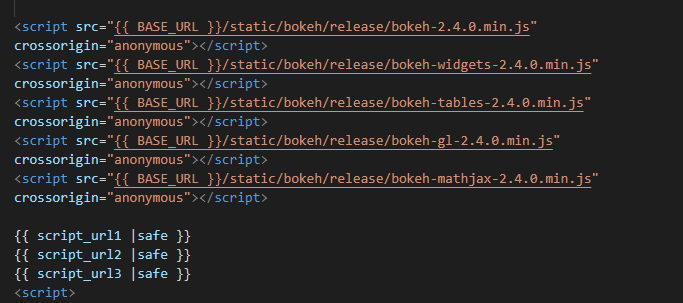 <script src="{{ BASE_URL }}/static/bokeh/release/bokeh-2.4.0.min.js"
crossorigin="anonymous"></script>
<script src="{{ BASE_URL }}/static/bokeh/release/bokeh-widgets-2.4.0.min.js"
crossorigin="anonymous"></script>
<script src="{{ BASE_URL }}/static/bokeh/release/bokeh-tables-2.4.0.min.js"
crossorigin="anonymous"></script>
<script src="{{ BASE_URL }}/static/bokeh/release/bokeh-gl-2.4.0.min.js"
crossorigin="anonymous"></script>
<script src="{{ BASE_URL }}/static/bokeh/release/bokeh-mathjax-2.4.0.min.js"
crossorigin="anonymous"></script>
{{ script_url1 |safe }}
{{ script_url2 |safe }}
{{ script_url3 |safe }}
<script>